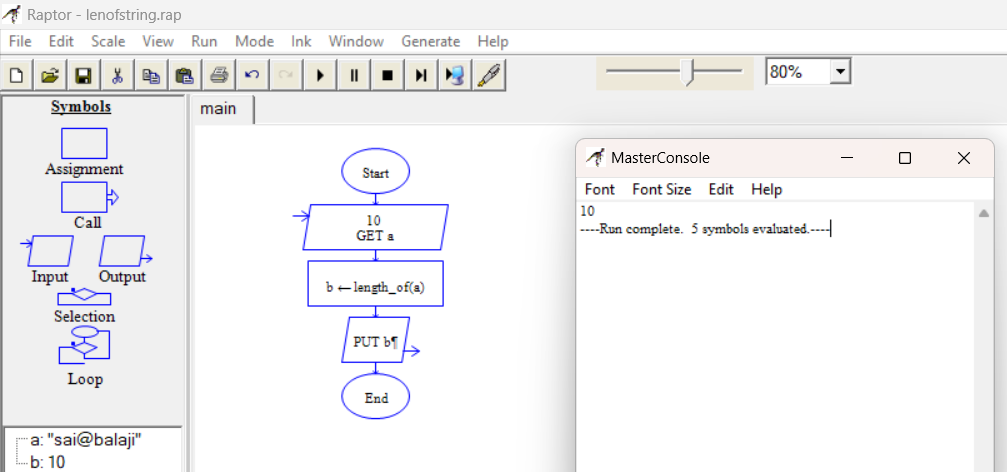 Raptor - lenofstring.rap
File Edit Scale View Run Mode Ink Window Generate Help
80%
Symbols
Assignment
Call
Input Output
Selection
Loop
a: "sai@balaji"
b: 10
main
Start
10
GET a
b ← length_of(a)
PUT b¶
End
MasterConsole
Font Font Size Edit Help
10
----Run complete. 5 symbols evaluated.----